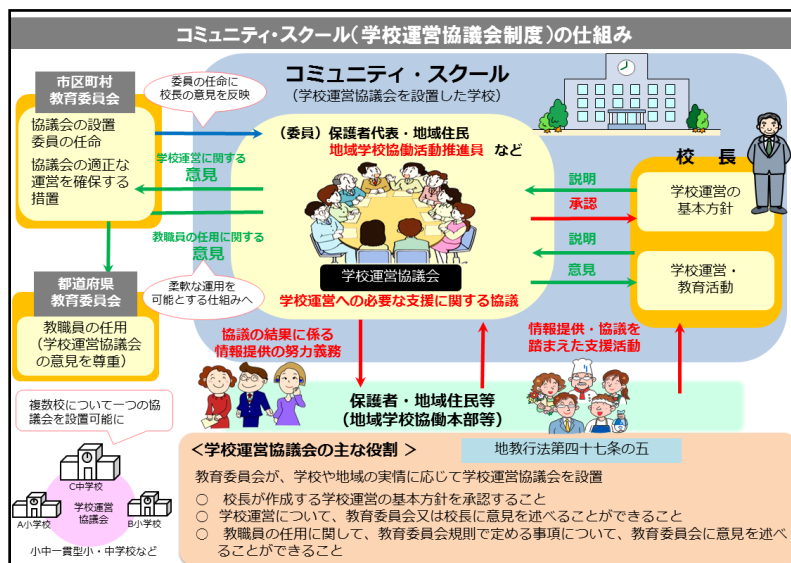 コミュニティ・スクール(学校運営協議会制度)の仕組み
市区町村
教育委員会
協議会の設置
委員の任命
協議会の適正な
運営を確保する
措置
委員の任命に
校長の意見を反映
コミュニティ・スクール
(学校運営協議会を設置した学校)
(委員)保護者代表・地域住民
地域学校協働活動推進員 など
学校運営に関する
意見
教職員の任用に関する
意見
柔軟な運用を
可能とする仕組みへ
学校運営協議会
学校運営への必要な支援に関する協議
校 長
説明
承認
学校運営の
基本方針
説明
意見
学校運営・
教育活動
都道府県
教育委員会
教職員の任用
(学校運営協議会
の意見を尊重)
協議の結果に係る
情報提供の努力義務
情報提供・協議を
踏まえた支援活動
保護者・地域住民等
(地域学校協働本部等)
複数校について一つの協
議会を設置可能に
C中学校
学校運営
協議会
A小学校
B小学校
小中一貫型小・中学校など
<学校運営協議会の主な役割 >
地教行法第四十七条の五
教育委員会が、学校や地域の実情に応じて学校運営協議会を設置
○ 校長が作成する学校運営の基本方針を承認すること
○ 学校運営について、教育委員会又は校長に意見を述べることができること
○ 教職員の任用に関して、教育委員会規則で定める事項について、教育委員会に意見を述べ
ることができること